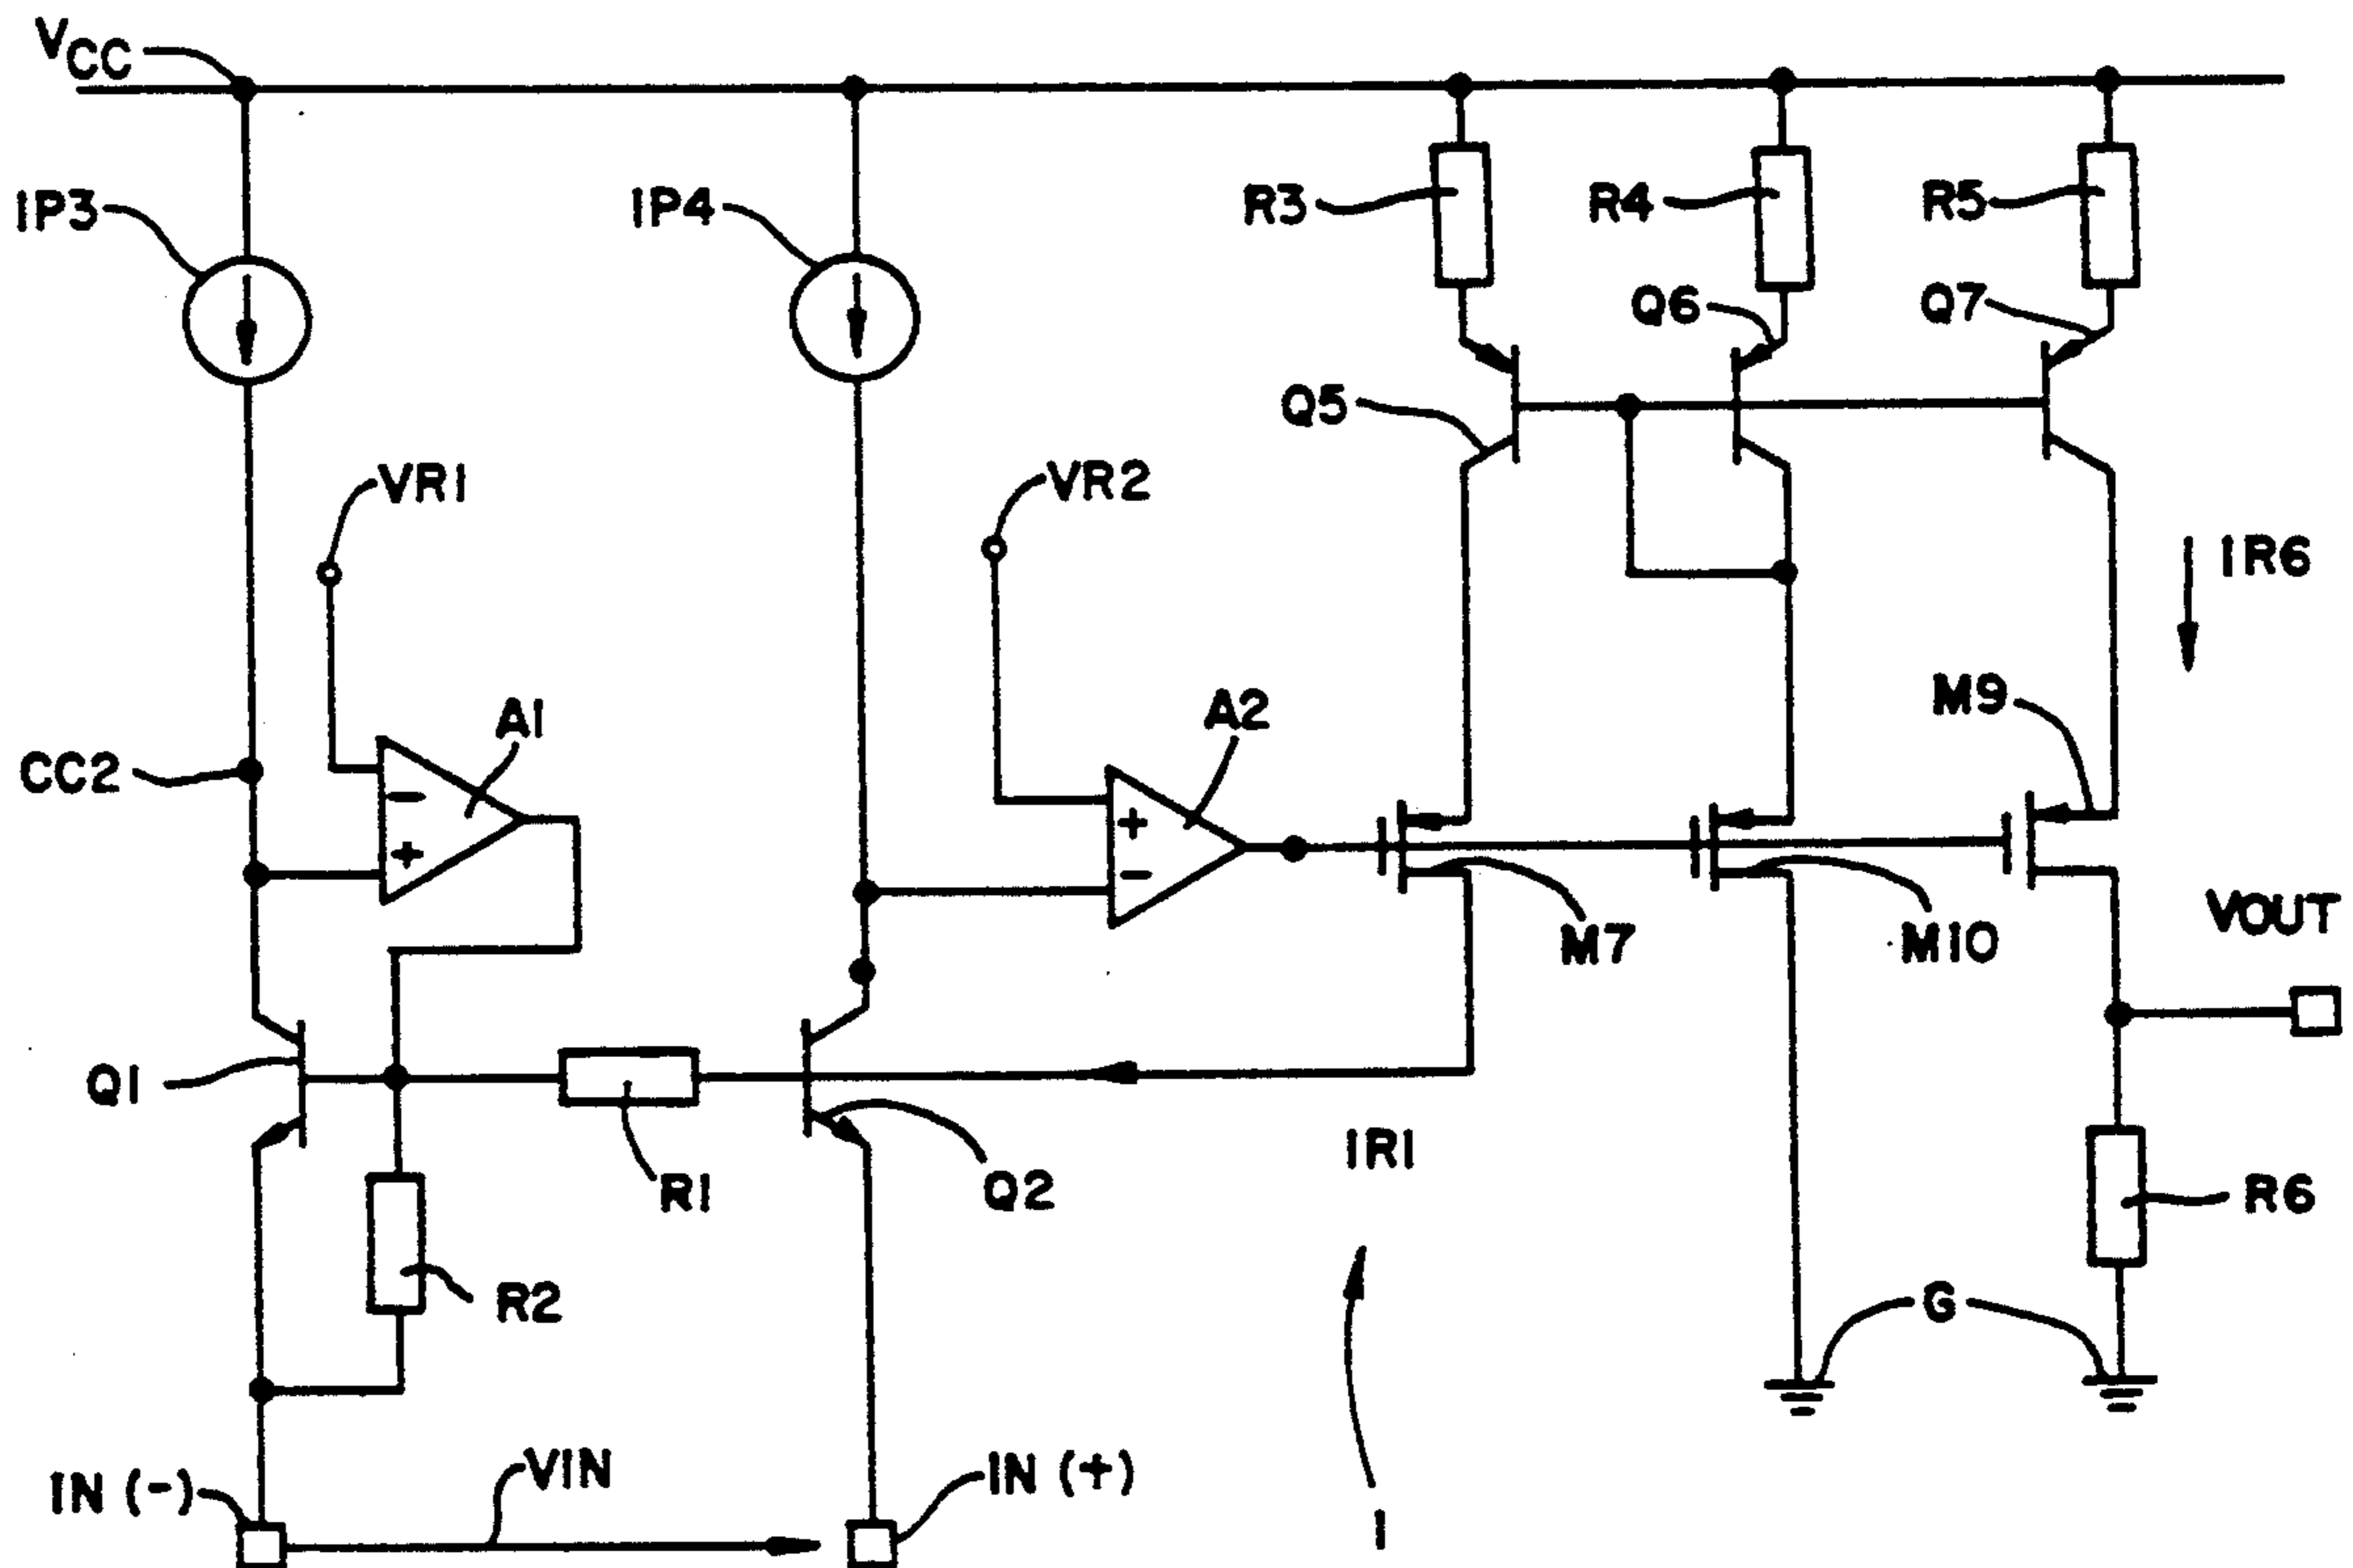 VCC
IP3
IP4
R3
R4
R5
Q6
Q7
Q5
VR1
VR2
IR6
A1
A2
M9
CC2
-
+
+
-
M7
M10
VOUT
Q1
R1
Q2
IR1
R2
R6
G
IN (-)
VIN
IN (+)
1